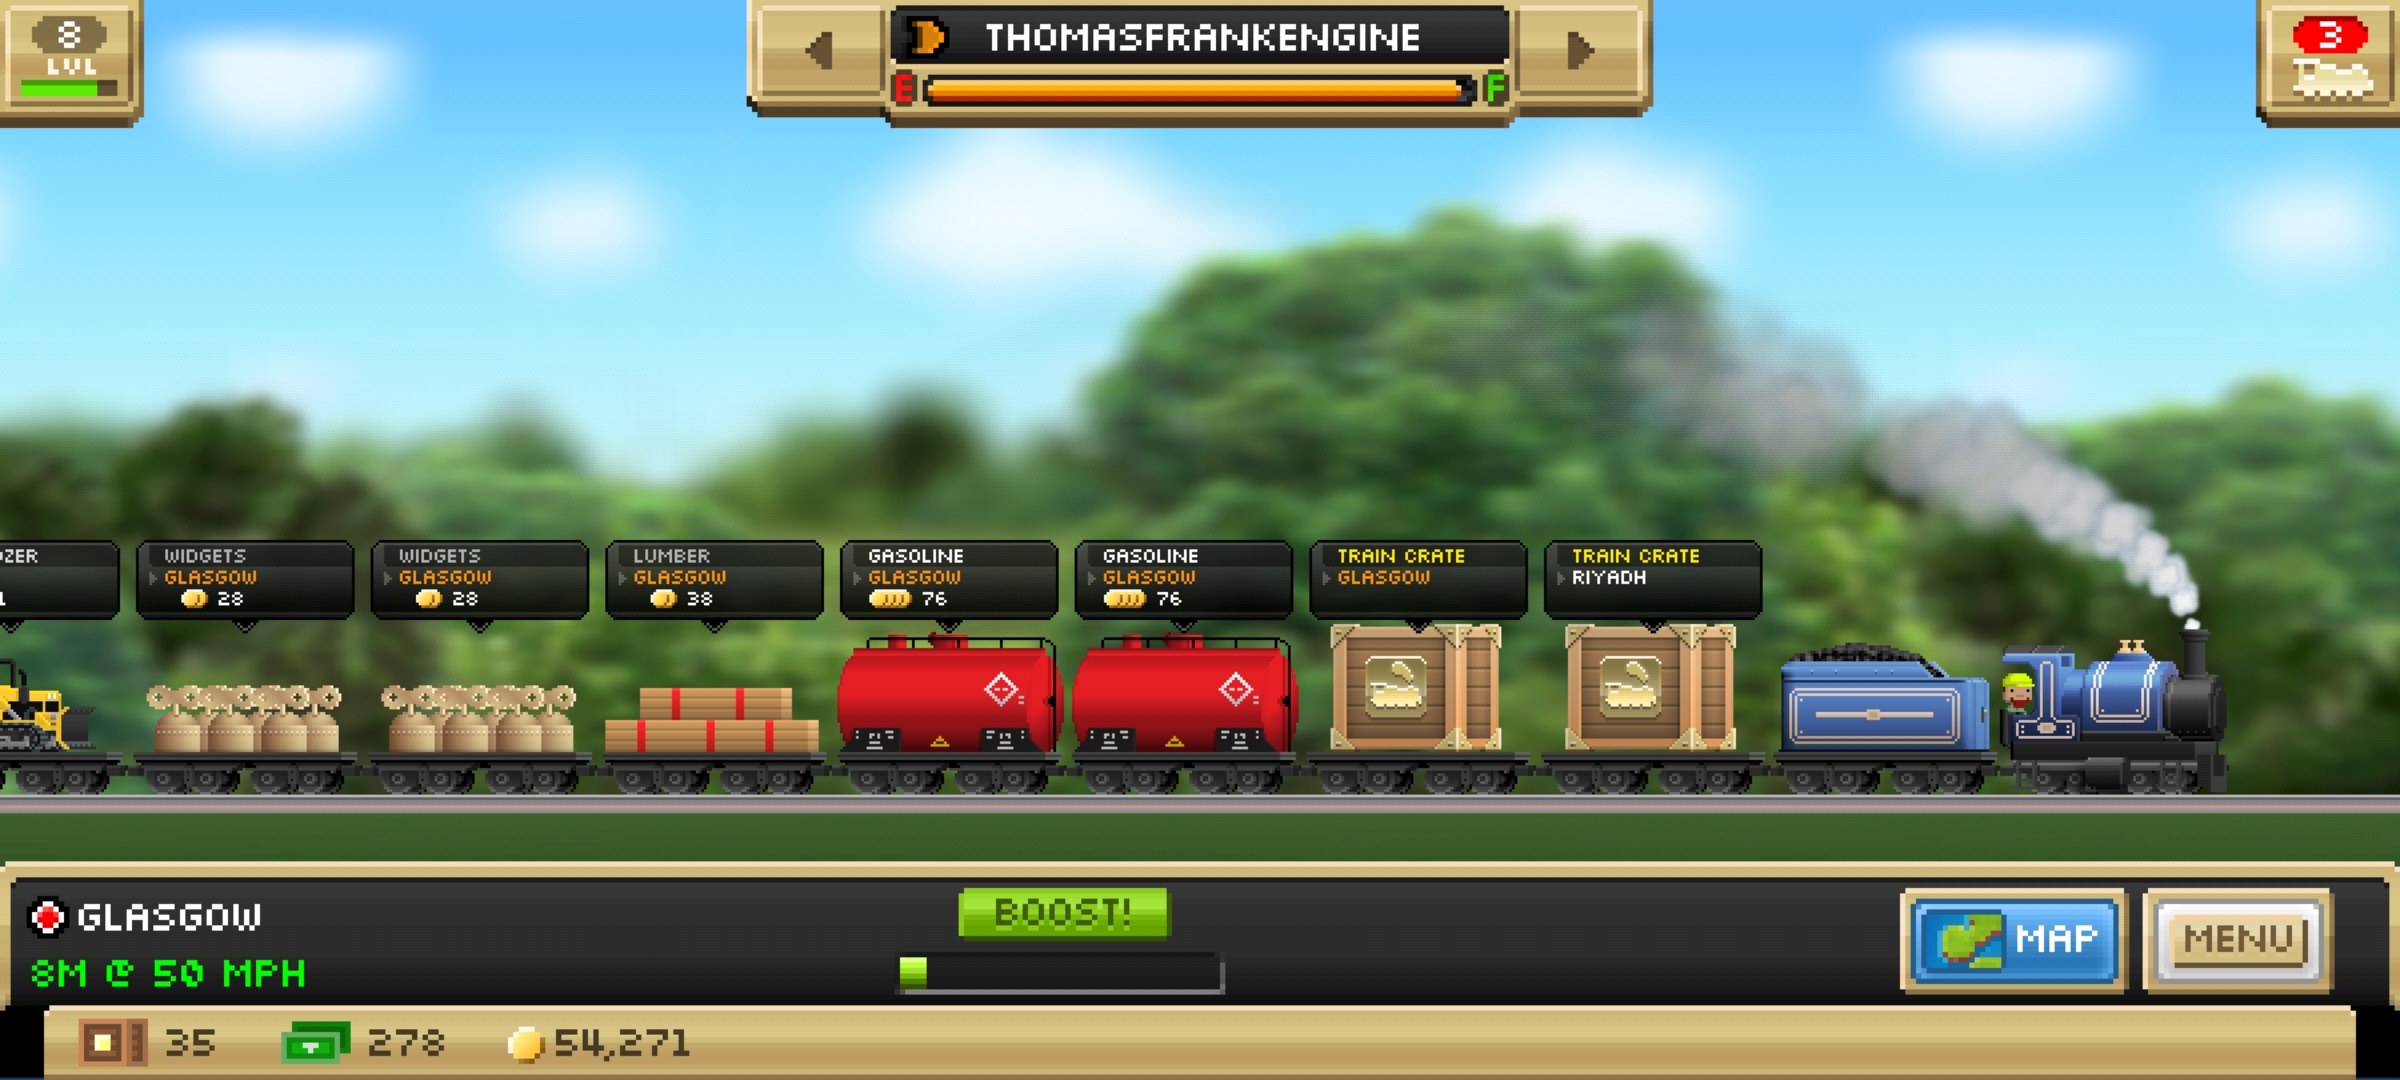 8
LVL
THOMASFRANKENGINE
E
F
3
WIDGETS
GLASGOW
28
WIDGETS
GLASGOW
28
LUMBER
GLASGOW
38
GASOLINE
GLASGOW
76
GASOLINE
GLASGOW
76
TRAIN CRATE
GLASGOW
TRAIN CRATE
RIYADH
GLASGOW
8M @ 50 MPH
BOOST!
MAP
MENU
35
278
54,271